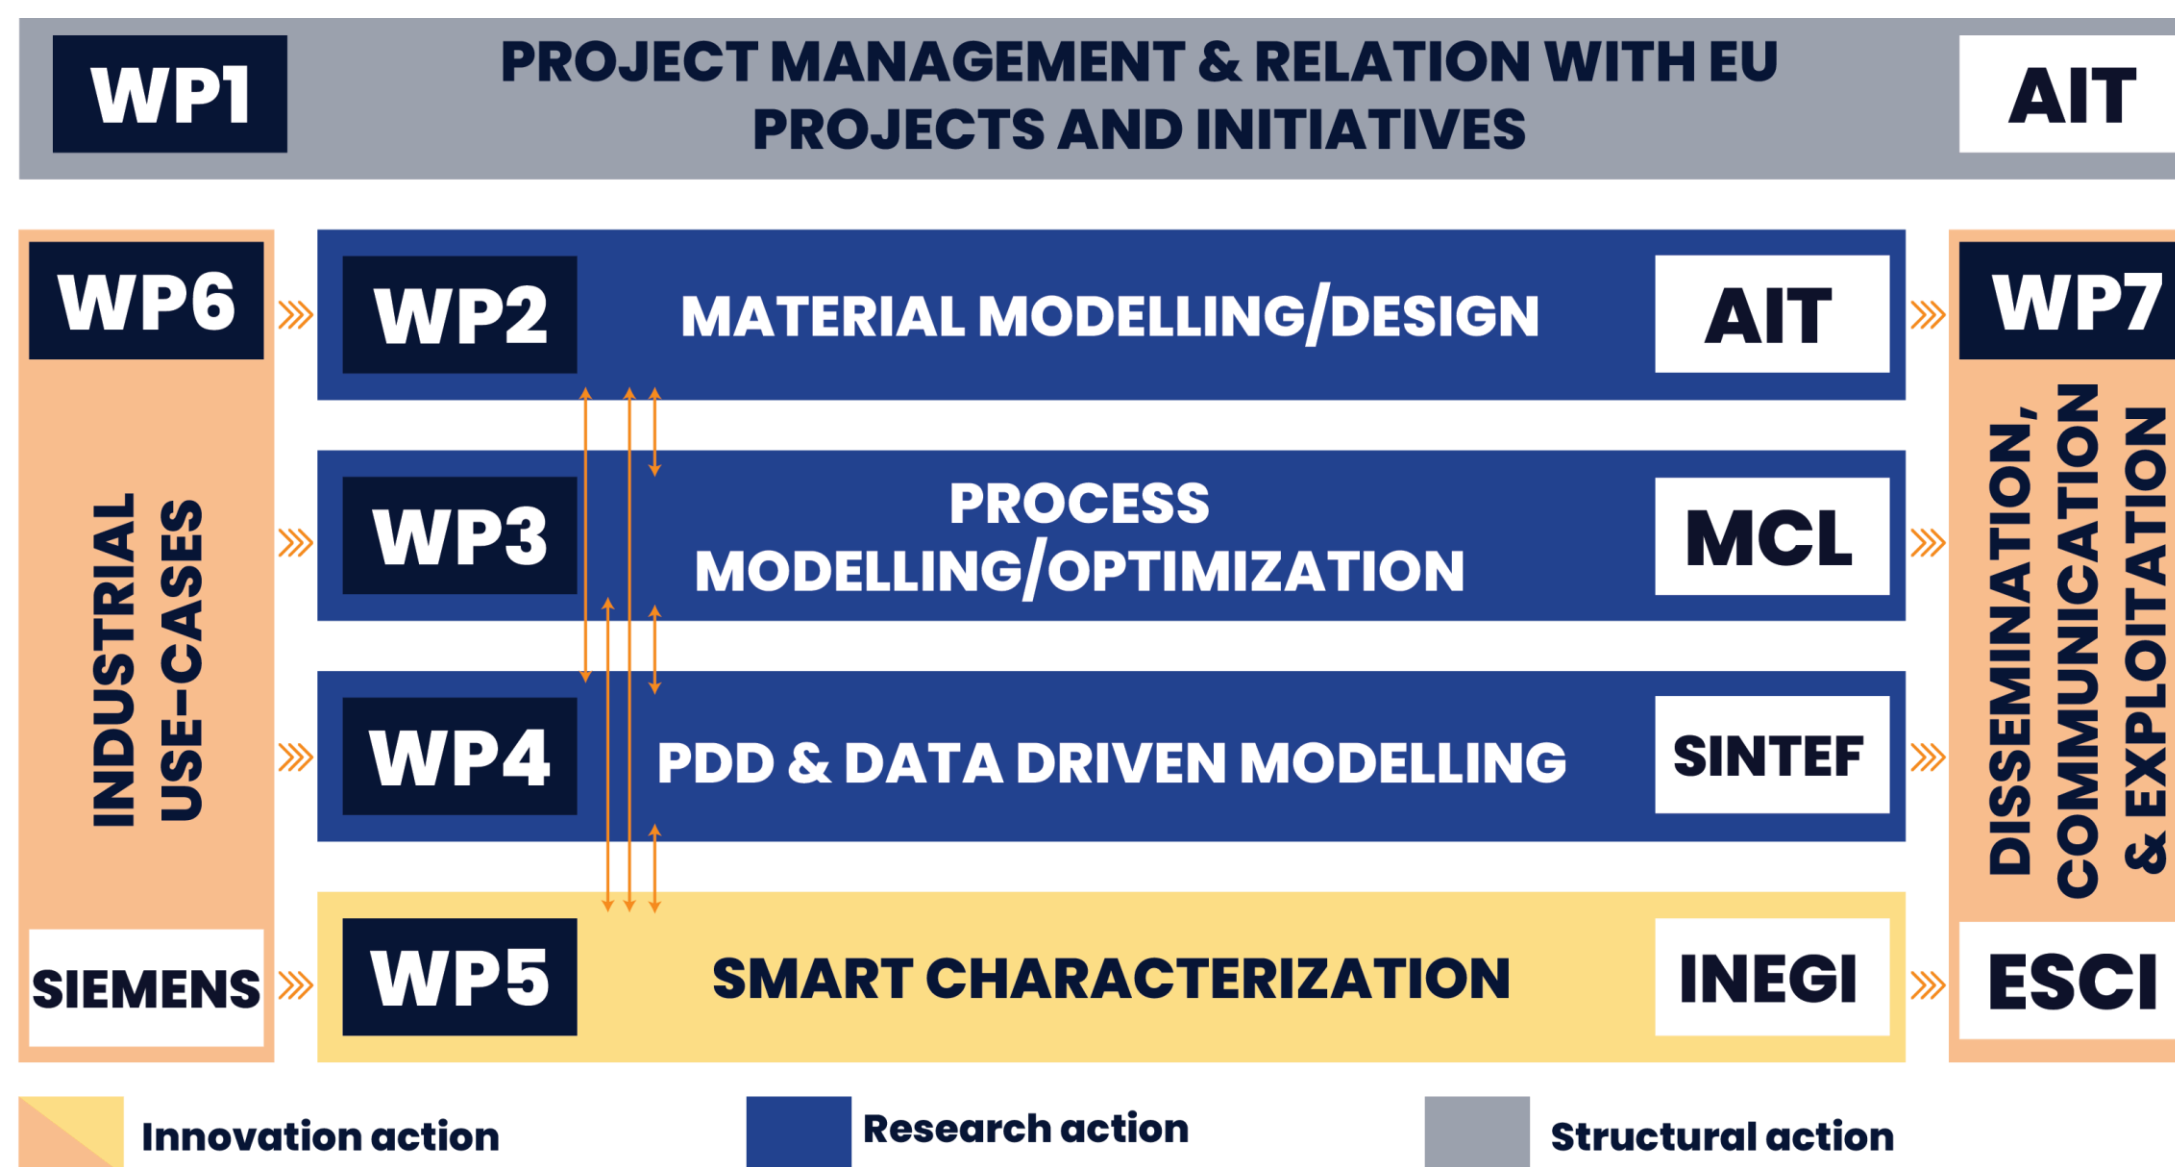 WP1
PROJECT MANAGEMENT & RELATION WITH EU
PROJECTS AND INITIATIVES
AIT
WP6
INDUSTRIAL
USE-CASES
SIEMENS
WP2
MATERIAL MODELLING/DESIGN
AIT
WP3
PROCESS
MODELLING/OPTIMIZATION
MCL
WP4
PDD & DATA DRIVEN MODELLING
SINTEF
WP5
SMART CHARACTERIZATION
INEGI
WP7
DISSEMINATION,
COMMUNICATION
& EXPLOITATION
ESCI
Innovation action
Research action
Structural action